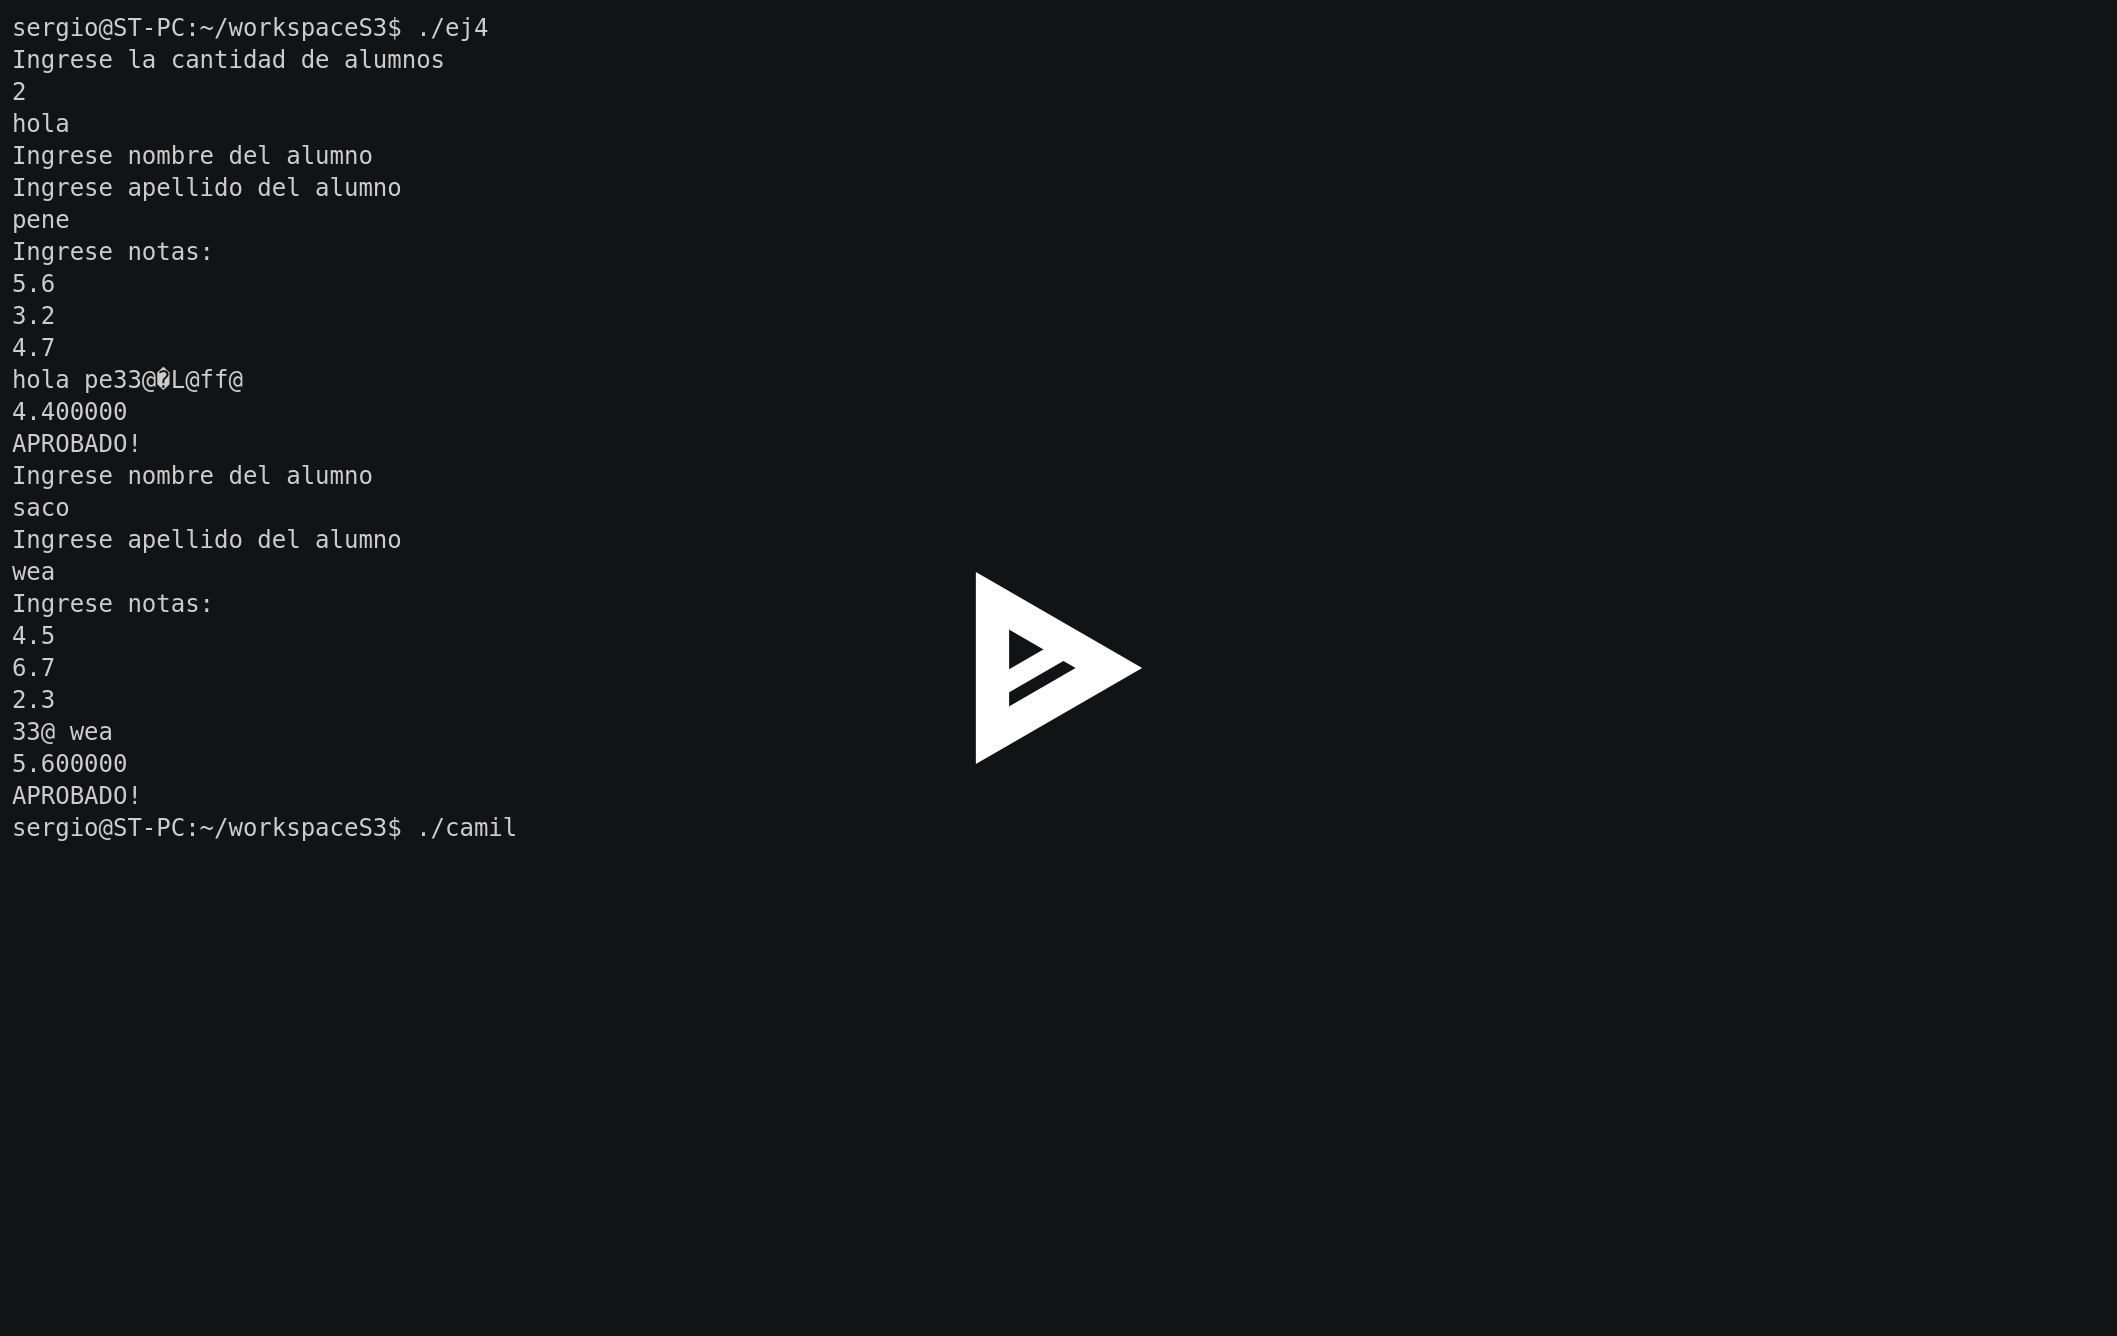 sergio@ST-PC:~/workspaceS3$ ./ej4
Ingrese la cantidad de alumnos
2
hola
Ingrese nombre del alumno
Ingrese apellido del alumno
pene
Ingrese notas:
5.6
3.2
4.7
hola pe33@�L@ff@
4.400000
APROBADO!
Ingrese nombre del alumno
saco
Ingrese apellido del alumno
wea
Ingrese notas:
4.5
6.7
2.3
33@ wea
5.600000
APROBADO!
sergio@ST-PC:~/workspaceS3$ ./camil